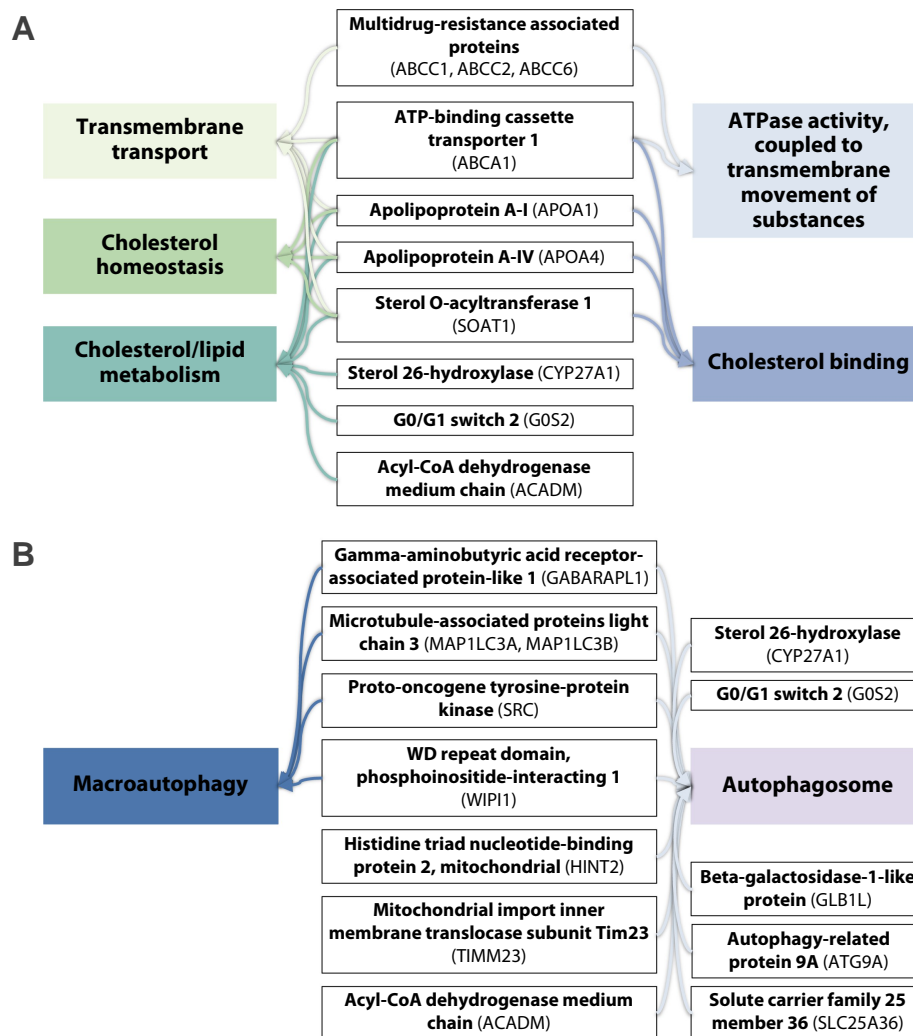 A
Multidrug-resistance associated
proteins
(ABCC1, ABCC2, ABCC6)
Transmembrane
transport
ATP-binding cassette
transporter 1
(ABCA1)
ATPase activity,
coupled to
transmembrane
movement of
substances
Apolipoprotein A-I (APOA1)
Cholesterol
homeostasis
Apolipoprotein A-IV (APOA4)
Sterol O-acyltransferase 1
(SOAT1)
Cholesterol/lipid
metabolism
Cholesterol binding
Sterol 26-hydroxylase (CYP27A1)
G0/G1 switch 2 (G0S2)
Acyl-CoA dehydrogenase
medium chain (ACADM)
B
Gamma-aminobutyric acid receptor-
associated protein-like 1 (GABARAPL1)
Microtubule-associated proteins light
chain 3 (MAP1LC3A, MAP1LC3B)
Sterol 26-hydroxylase
(CYP27A1)
Proto-oncogene tyrosine-protein
kinase (SRC)
G0/G1 switch 2 (G0S2)
Macroautophagy
WD repeat domain,
phosphoinositide-interacting 1
(WIPI1)
Autophagosome
Histidine triad nucleotide-binding
protein 2, mitochondrial (HINT2)
Beta-galactosidase-1-like
protein (GLB1L)
Mitochondrial import inner
membrane translocase subunit Tim23
(TIMM23)
Autophagy-related
protein 9A (ATG9A)
Acyl-CoA dehydrogenase medium
chain (ACADM)
Solute carrier family 25
member 36 (SLC25A36)